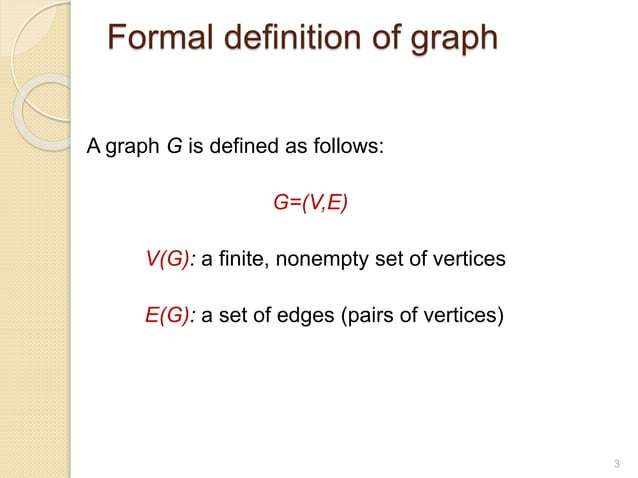 Formal definition of graph
A graph G is defined as follows:
G=(V,E)
V(G): a finite, nonempty set of vertices
E(G): a set of edges (pairs of vertices)
3